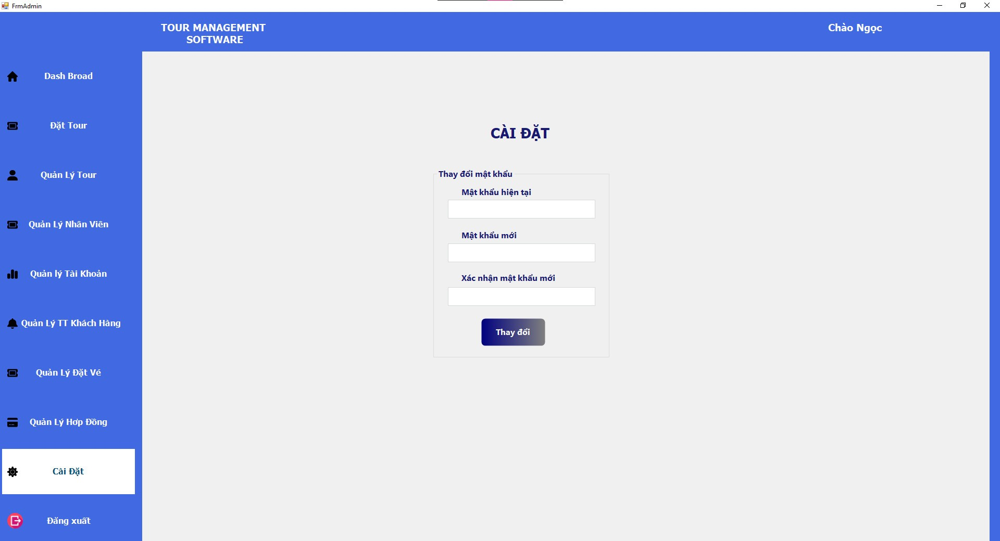 FrmAdmin
TOUR MANAGEMENT
SOFTWARE
Chào Ngọc
Dash Broad
Đặt Tour
Quản Lý Tour
Quản Lý Nhân Viên
Quản lý Tài Khoản
Quản Lý TT Khách Hàng
Quản Lý Đặt Vé
Quản Lý Hợp Đồng
Cài Đặt
Đăng xuất
CÀI ĐẶT
Thay đổi mật khẩu
Mật khẩu hiện tại
Mật khẩu mới
Xác nhận mật khẩu mới
Thay đổi